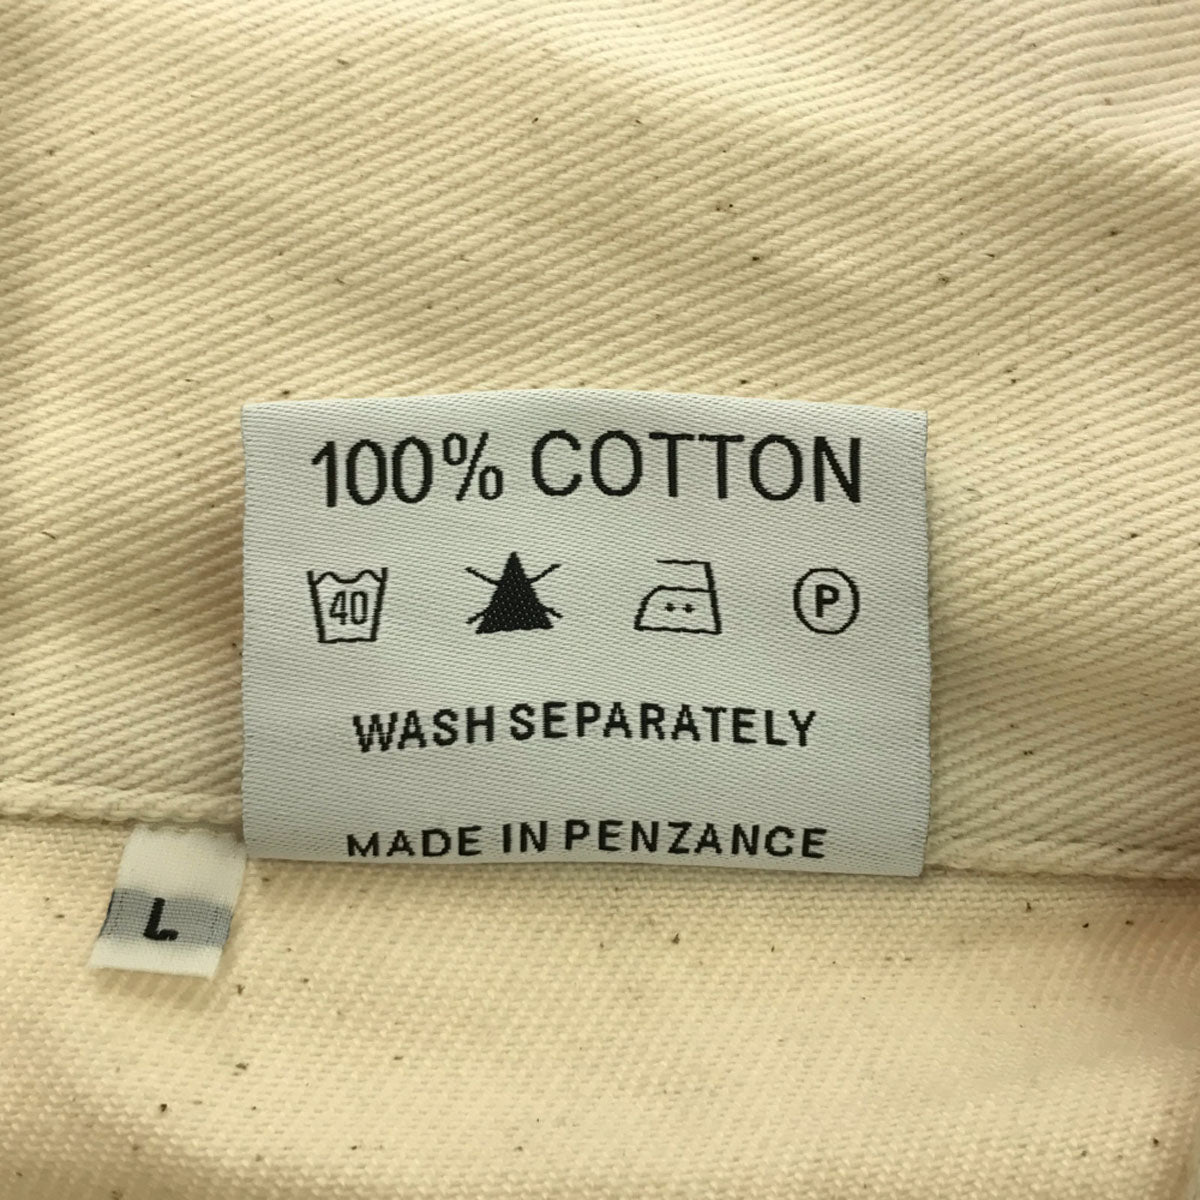 100% COTTON
40
P
WASH SEPARATELY
MADE IN PENZANCE
L